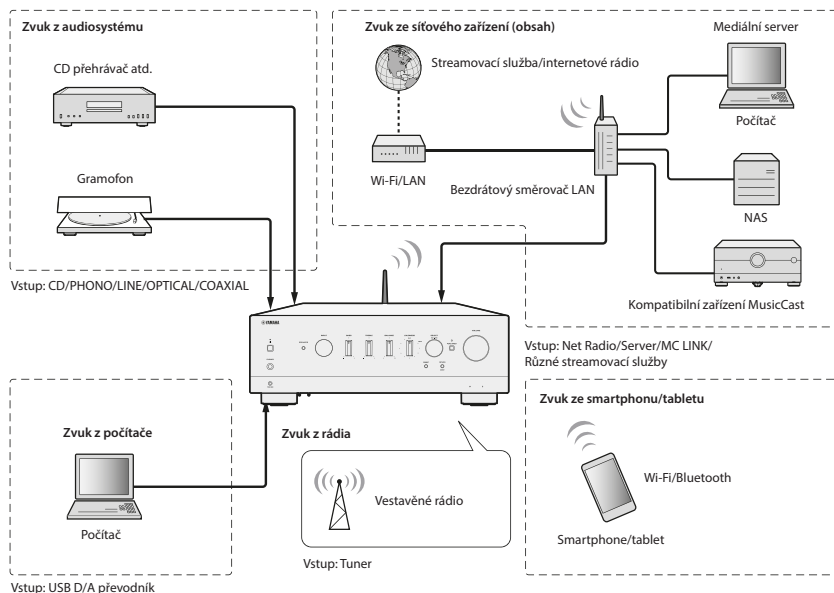 Zvuk z audiosystému
CD přehrávač atd.
Gramofon
Vstup: CD/PHONO/LINE/OPTICAL/COAXIAL
Zvuk ze síťového zařízení (obsah)
Streamovací služba/internetové rádio
Wi-Fi/LAN
Bezdrátový směrovač LAN
Mediální server
Počítač
NAS
Kompatibilní zařízení MusicCast
Vstup: Net Radio/Server/MC LINK/
Různé streamovací služby
YAMAHA
Zvuk z počítače
Počítač
Vstup: USB D/A převodník
Zvuk z rádia
Vestavěné rádio
Vstup: Tuner
Zvuk ze smartphonu/tabletu
Wi-Fi/Bluetooth
Smartphone/tablet